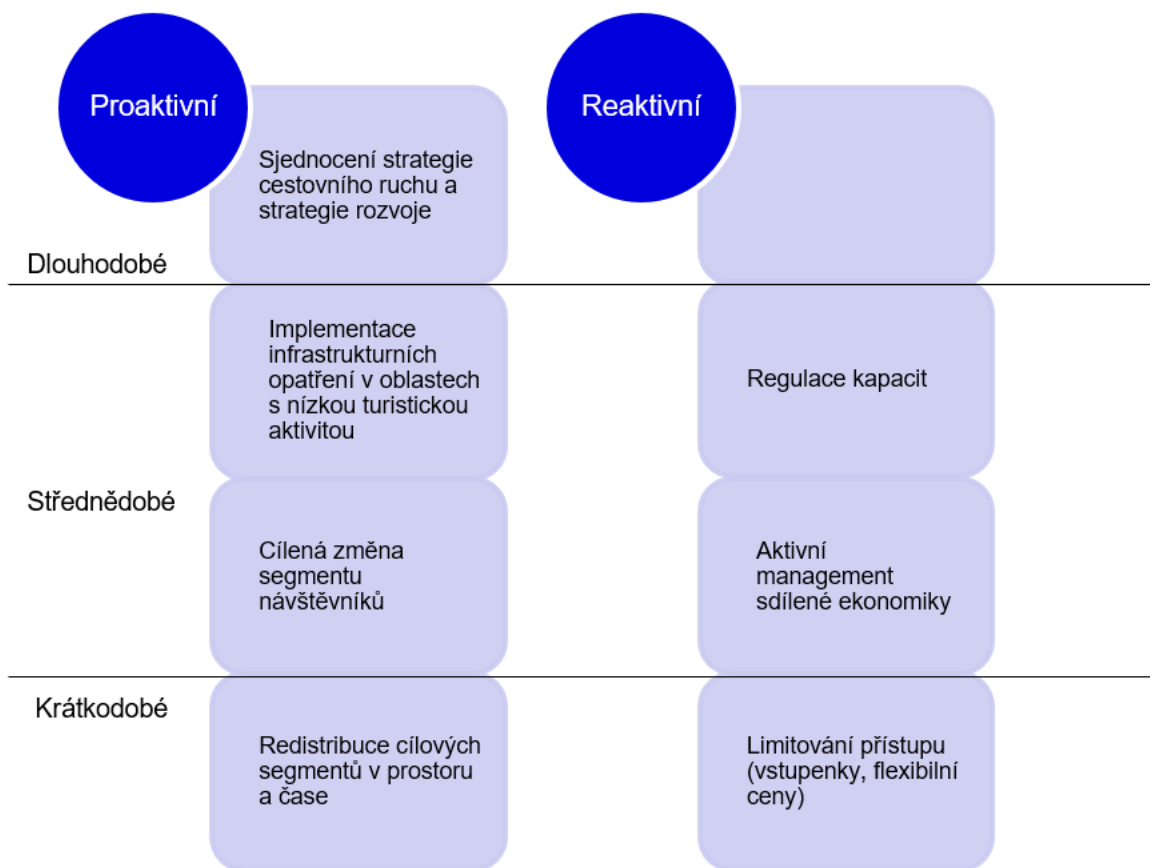 Proaktivní
Reaktivní
Sjednocení strategie
cestovního ruchu a
strategie rozvoje
Dlouhodobé
Implementace
infrastrukturních
opatření v oblastech
s nízkou turistickou
aktivitou
Regulace kapacit
Střednědobé
Cílená změna
segmentu
návštěvníků
Aktivní
management
sdílené ekonomiky
Krátkodobé
Redistribuce cílových
segmentů v prostoru
a čase
Limitování přístupu
(vstupenky, flexibilní
ceny)